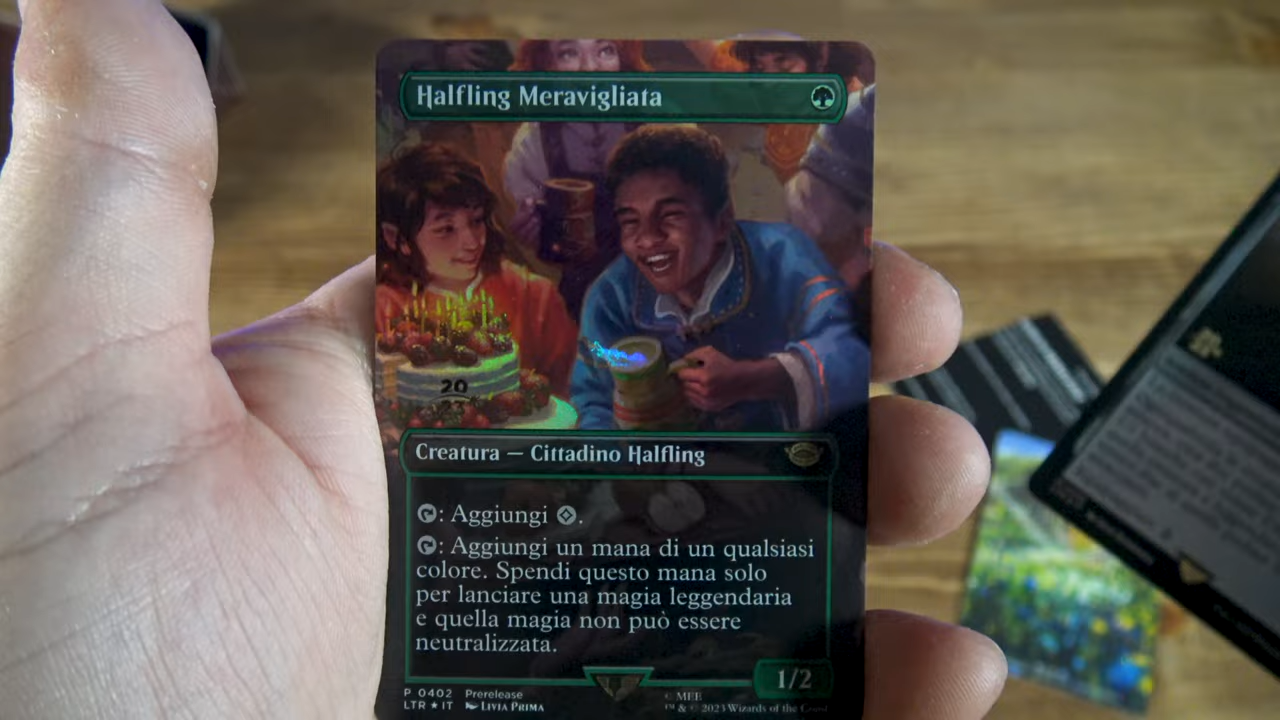 Halfling Meravigliata
20
Creatura — Cittadino Halfling
: Aggiungi .
: Aggiungi un mana di un qualsiasi
colore. Spendi questo mana solo
per lanciare una magia leggendaria
e quella magia non può essere
neutralizzata.
1/2
P 0402 Prerelease © MEE
LTR ★ IT LIVIA PRIMA ™ & © 2023 Wizards of the Coast